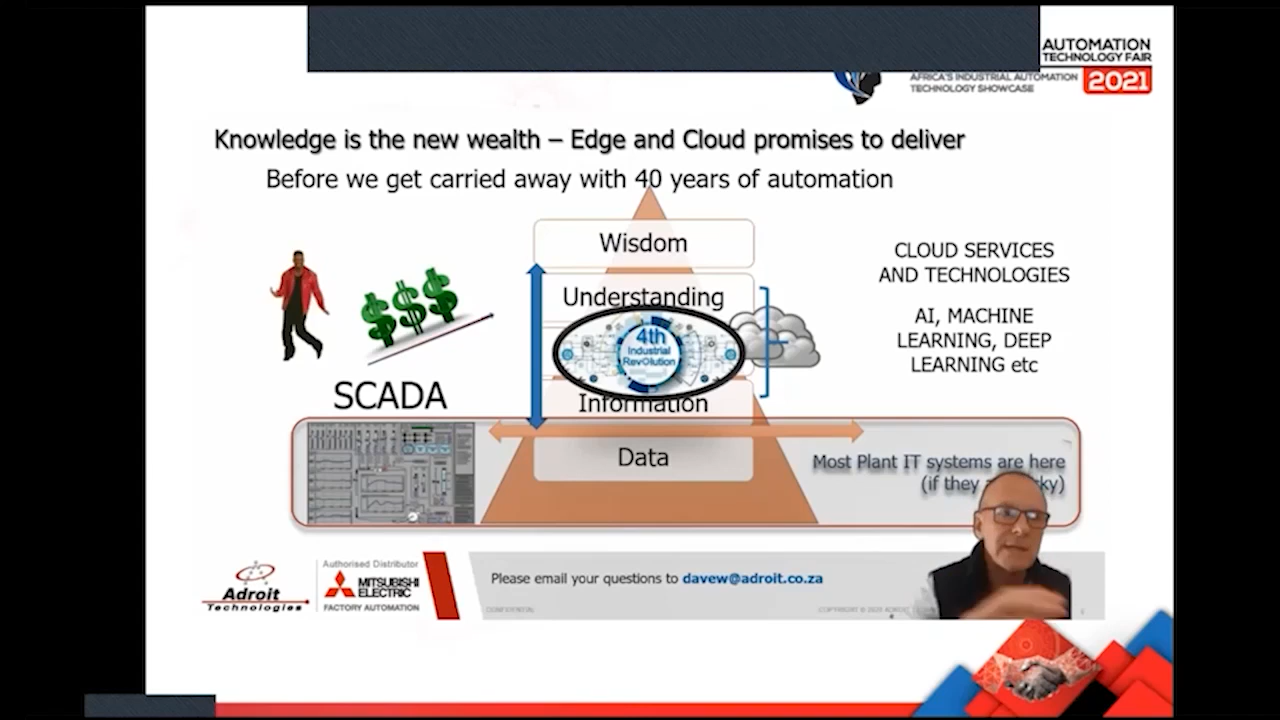 AUTOMATION
TECHNOLOGY FAIR
AFRICA'S INDUSTRIAL AUTOMATION
TECHNOLOGY SHOWCASE
2021
Knowledge is the new wealth – Edge and Cloud promises to deliver
Before we get carried away with 40 years of automation
Wisdom
Understanding
4th
Industrial
Revolution
Information
Data
CLOUD SERVICES
AND TECHNOLOGIES
AI, MACHINE
LEARNING, DEEP
LEARNING etc
$$$
SCADA
Most Plant IT systems are here
(if they
Adroit
Technologies
Authorised Distributor
MITSUBISHI
ELECTRIC
FACTORY AUTOMATION
Please email your questions to davew@adroit.co.za
CONFIDENTIAL
COPYRIGHT ©